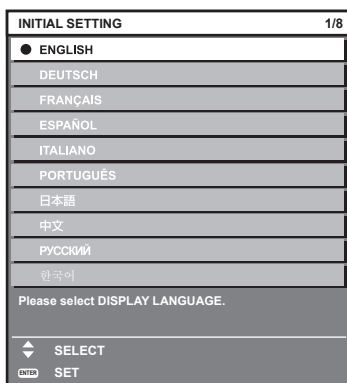 INITIAL SETTING 1/8
ENGLISH
DEUTSCH
FRANÇAIS
ESPAÑOL
ITALIANO
PORTUGUÊS
日本語
中文
РУССКИЙ
한국어
Please select DISPLAY LANGUAGE.
SELECT
ENTER SET